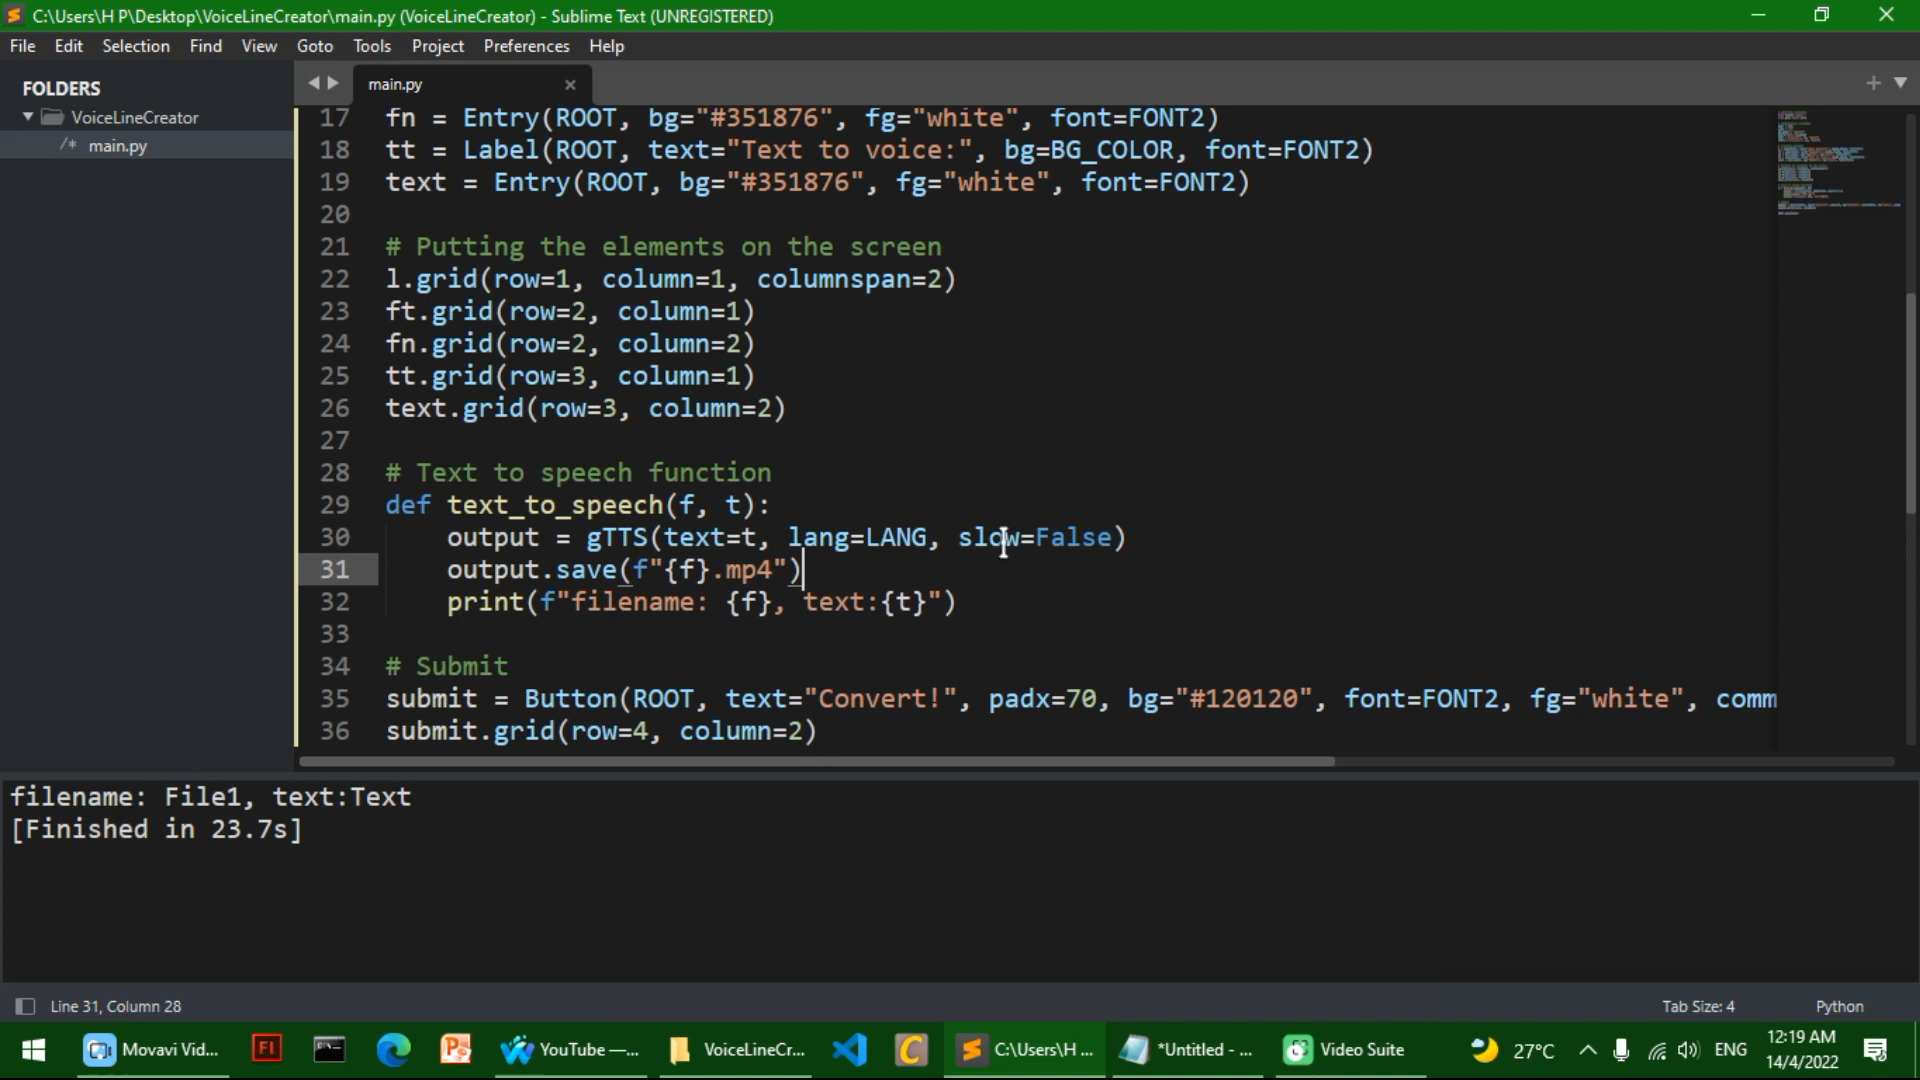 C:\Users\H P\Desktop\VoiceLineCreator\main.py (VoiceLineCreator) - Sublime Text (UNREGISTERED)
File Edit Selection Find View Goto Tools Project Preferences Help
FOLDERS
VoiceLineCreator
/* main.py
main.py
17 fn = Entry(ROOT, bg="#351876", fg="white", font=FONT2)
18 tt = Label(ROOT, text="Text to voice:", bg=BG_COLOR, font=FONT2)
19 text = Entry(ROOT, bg="#351876", fg="white", font=FONT2)
20
21 # Putting the elements on the screen
22 l.grid(row=1, column=1, columnspan=2)
23 ft.grid(row=2, column=1)
24 fn.grid(row=2, column=2)
25 tt.grid(row=3, column=1)
26 text.grid(row=3, column=2)
27
28 # Text to speech function
29 def text_to_speech(f, t):
30     output = gTTS(text=t, lang=LANG, slow=False)
31     output.save(f"{f}.mp4")
32     print(f"filename: {f}, text:{t}")
33
34 # Submit
35 submit = Button(ROOT, text="Convert!", padx=70, bg="#120120", font=FONT2, fg="white", comm
36 submit.grid(row=4, column=2)
filename: File1, text:Text
[Finished in 23.7s]
Line 31, Column 28
Tab Size: 4
Python
Movavi Vid...
YouTube —...
VoiceLineCr...
C:\Users\H ...
*Untitled - ...
Video Suite
27°C
ENG
12:19 AM
14/4/2022